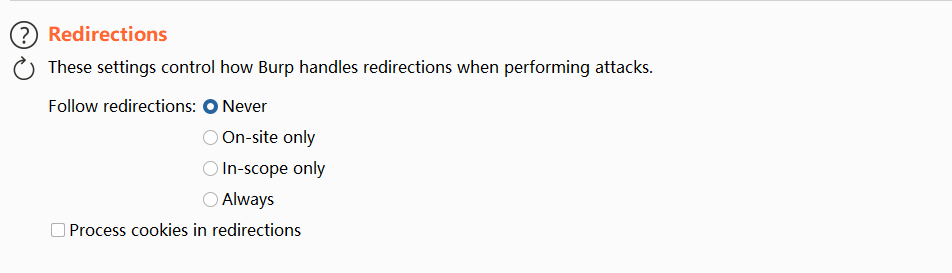 Redirections
These settings control how Burp handles redirections when performing attacks.
Follow redirections: Never
On-site only
In-scope only
Always
Process cookies in redirections